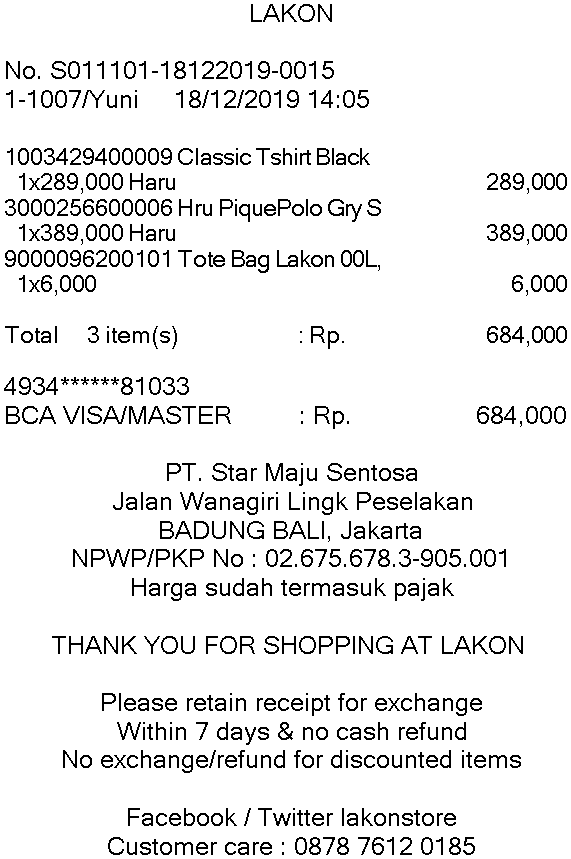 LAKON
No. S011101-18122019-0015
1-1007/Yuni 18/12/2019 14:05
1003429400009 Classic Tshirt Black
1x289,000 Haru 289,000
3000256600006 Hru PiquePolo Gry S
1x389,000 Haru 389,000
9000096200101 Tote Bag Lakon 00L,
1x6,000 6,000
Total 3 item(s) : Rp. 684,000
4934******81033
BCA VISA/MASTER : Rp. 684,000
PT. Star Maju Sentosa
Jalan Wanagiri Lingk Peselakan
BADUNG BALI, Jakarta
NPWP/PKP No : 02.675.678.3-905.001
Harga sudah termasuk pajak
THANK YOU FOR SHOPPING AT LAKON
Please retain receipt for exchange
Within 7 days & no cash refund
No exchange/refund for discounted items
Facebook / Twitter lakonstore
Customer care : 0878 7612 0185